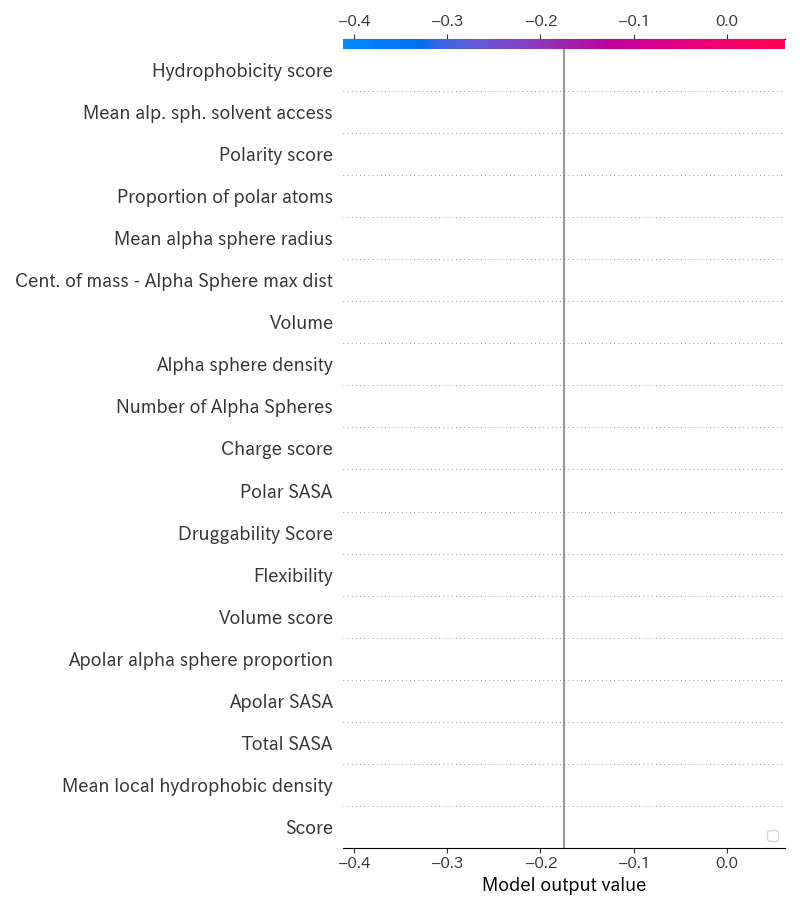 −0.4 −0.3 −0.2 −0.1 0.0
Hydrophobicity score
Mean alp. sph. solvent access
Polarity score
Proportion of polar atoms
Mean alpha sphere radius
Cent. of mass - Alpha Sphere max dist
Volume
Alpha sphere density
Number of Alpha Spheres
Charge score
Polar SASA
Druggability Score
Flexibility
Volume score
Apolar alpha sphere proportion
Apolar SASA
Total SASA
Mean local hydrophobic density
Score
−0.4 −0.3 −0.2 −0.1 0.0
Model output value